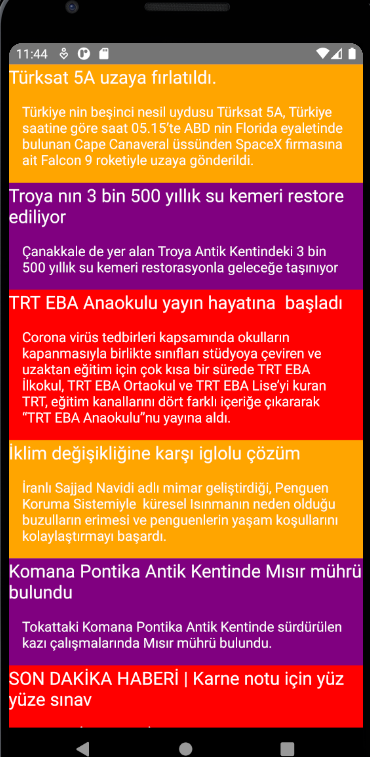 11:44
Türksat 5A uzaya fırlatıldı.
Türkiye nin beşinci nesil uydusu Türksat 5A, Türkiye
saatine göre saat 05.15’te ABD nin Florida eyaletinde
bulunan Cape Canaveral üssünden SpaceX firmasına
ait Falcon 9 roketiyle uzaya gönderildi.
Troya nın 3 bin 500 yıllık su kemeri restore
ediliyor
Çanakkale de yer alan Troya Antik Kentindeki 3 bin
500 yıllık su kemeri restorasyonla geleceğe taşınıyor
TRT EBA Anaokulu yayın hayatına  başladı
Corona virüs tedbirleri kapsamında okulların
kapanmasıyla birlikte sınıfları stüdyoya çeviren ve
uzaktan eğitim için çok kısa bir sürede TRT EBA
İlkokul, TRT EBA Ortaokul ve TRT EBA Lise’yi kuran
TRT, eğitim kanallarını dört farklı içeriğe çıkararak
“TRT EBA Anaokulu”nu yayına aldı.
İklim değişikliğine karşı iglolu çözüm
İranlı Sajjad Navidi adlı mimar geliştirdiği, Penguen
Koruma Sistemiyle  küresel Isınmanın neden olduğu
buzulların erimesi ve penguenlerin yaşam koşullarını
kolaylaştırmayı başardı.
Komana Pontika Antik Kentinde Mısır mührü
bulundu
Tokattaki Komana Pontika Antik Kentinde sürdürülen
kazı çalışmalarında Mısır mührü bulundu.
SON DAKİKA HABERİ | Karne notu için yüz
yüze sınav